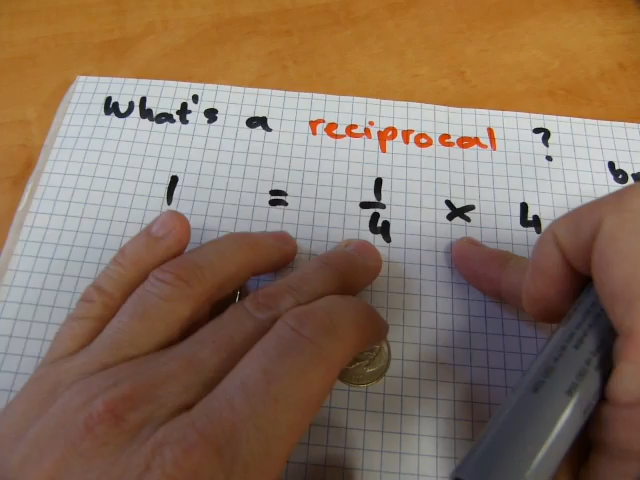 What's a reciprocal ?
1 = 1/4 × 4